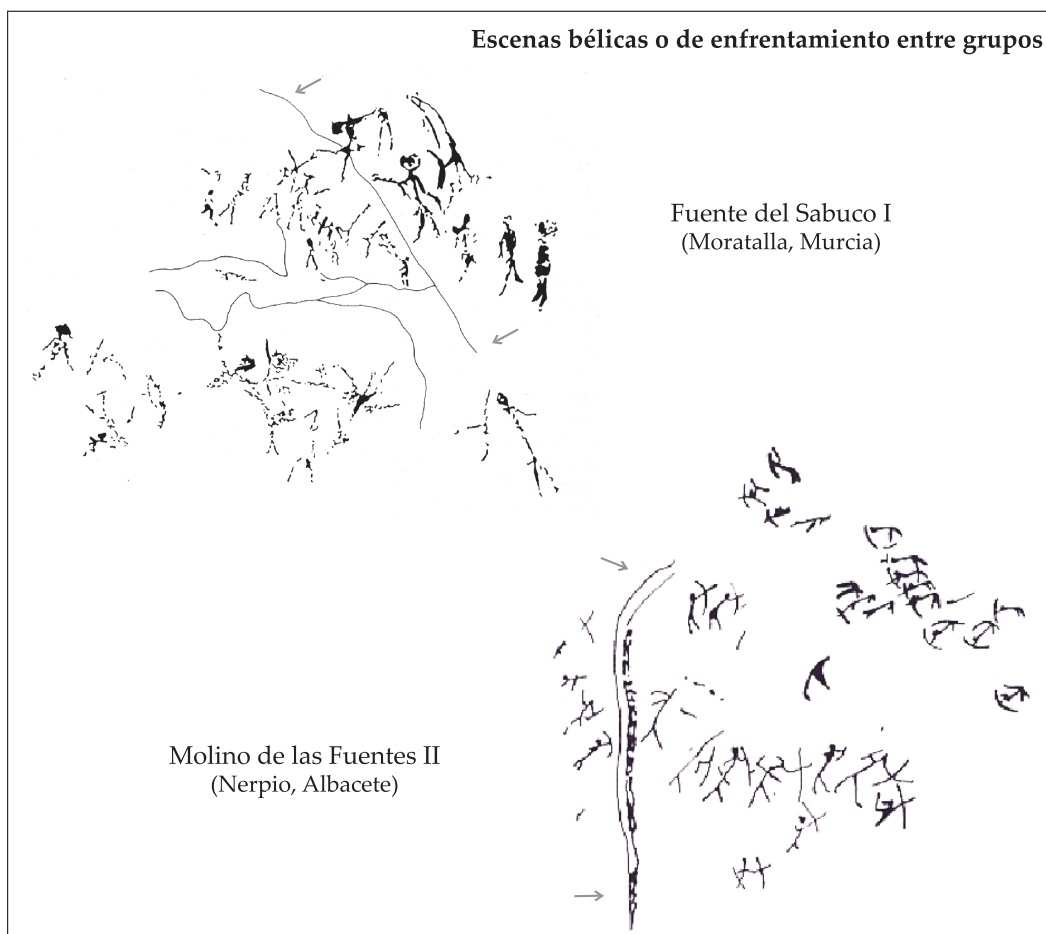 Escenas bélicas o de enfrentamiento entre grupos
Fuente del Sabuco I
(Moratalla, Murcia)
Molino de las Fuentes II
(Nerpio, Albacete)